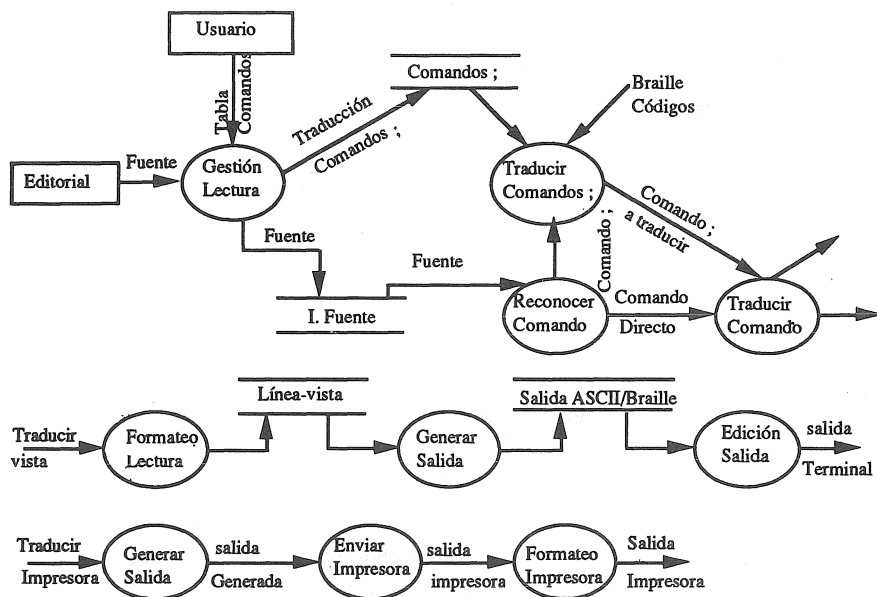 Usuario
Tabla
Comandos
Comandos ;
Braille
Códigos
Traducción
Comandos ;
Editorial
Fuente
Gestión
Lectura
Traducir
Comandos ;
Comando ;
a traducir
Fuente
Fuente
Comando ;
I. Fuente
Reconocer
Comando
Comando
Directo
Traducir
Comando
Línea-vista
Salida ASCII/Braille
Traducir
vista
Formateo
Lectura
Generar
Salida
Edición
Salida
salida
Terminal
Traducir
Impresora
Generar
Salida
salida
Generada
Enviar
Impresora
salida
impresora
Formateo
Impresora
Salida
Impresora